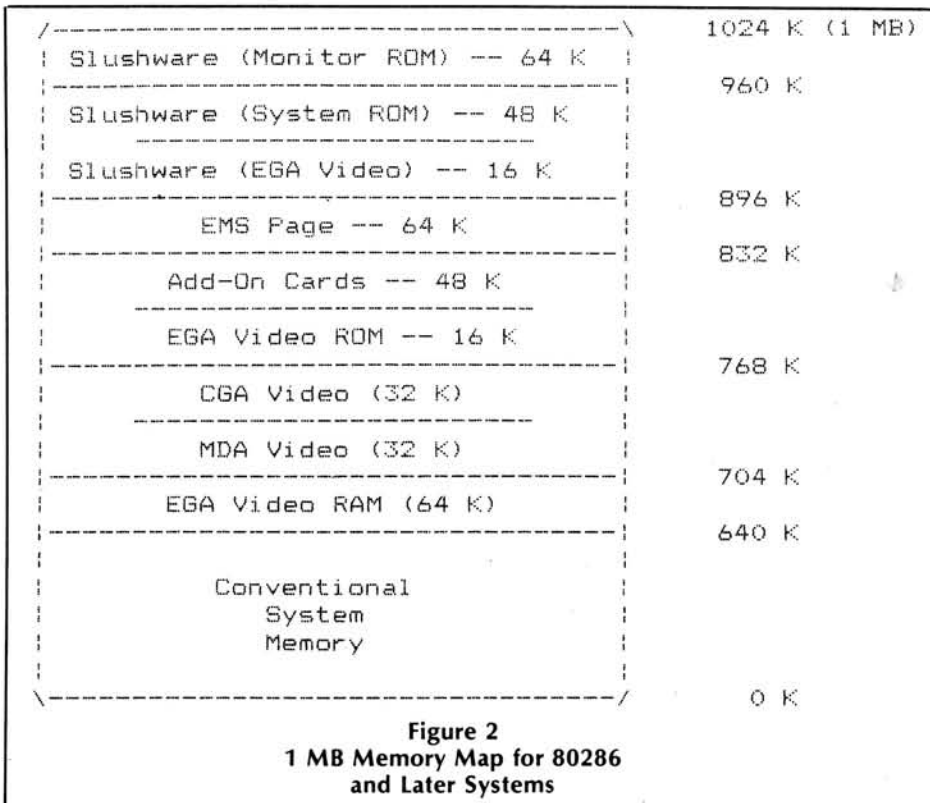 1024 K (1 MB)
Slushware (Monitor ROM) -- 64 K
960 K
Slushware (System ROM) -- 48 K
Slushware (EGA Video) -- 16 K
896 K
EMS Page -- 64 K
832 K
Add-On Cards -- 48 K
EGA Video ROM -- 16 K
768 K
CGA Video (32 K)
MDA Video (32 K)
704 K
EGA Video RAM (64 K)
640 K
Conventional
System
Memory
0 K
Figure 2
1 MB Memory Map for 80286
and Later Systems